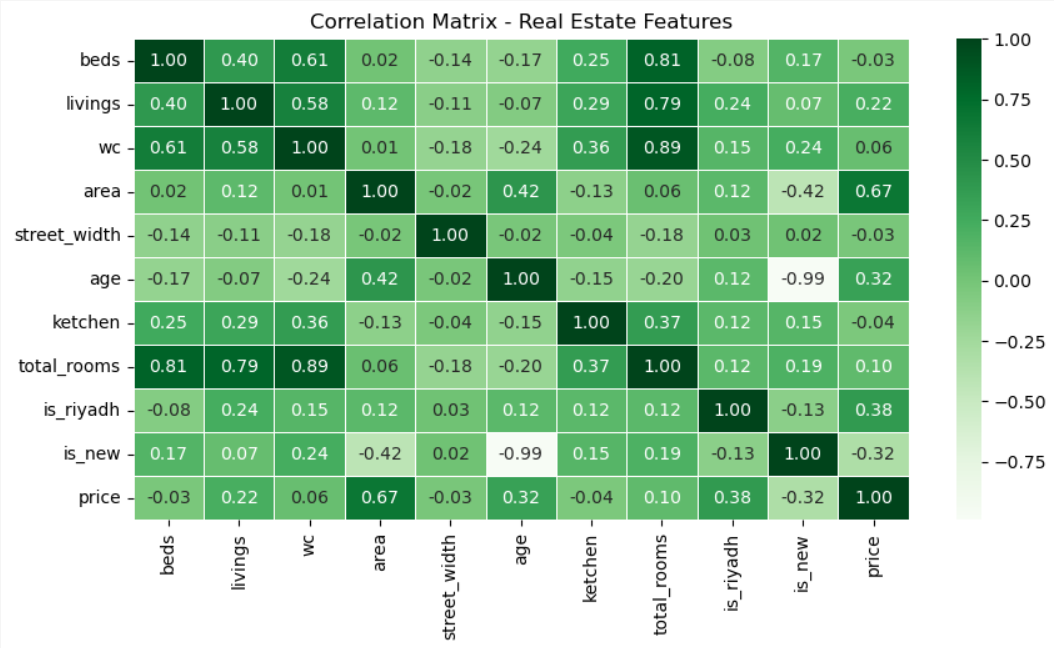 Correlation Matrix - Real Estate Features
beds 1.00 0.40 0.61 0.02 -0.14 -0.17 0.25 0.81 -0.08 0.17 -0.03
livings 0.40 1.00 0.58 0.12 -0.11 -0.07 0.29 0.79 0.24 0.07 0.22
wc 0.61 0.58 1.00 0.01 -0.18 -0.24 0.36 0.89 0.15 0.24 0.06
area 0.02 0.12 0.01 1.00 -0.02 0.42 -0.13 0.06 0.12 -0.42 0.67
street_width -0.14 -0.11 -0.18 -0.02 1.00 -0.02 -0.04 -0.18 0.03 0.02 -0.03
age -0.17 -0.07 -0.24 0.42 -0.02 1.00 -0.15 -0.20 0.12 -0.99 0.32
ketchen 0.25 0.29 0.36 -0.13 -0.04 -0.15 1.00 0.37 0.12 0.15 -0.04
total_rooms 0.81 0.79 0.89 0.06 -0.18 -0.20 0.37 1.00 0.12 0.19 0.10
is_riyadh -0.08 0.24 0.15 0.12 0.03 0.12 0.12 0.12 1.00 -0.13 0.38
is_new 0.17 0.07 0.24 -0.42 0.02 -0.99 0.15 0.19 -0.13 1.00 -0.32
price -0.03 0.22 0.06 0.67 -0.03 0.32 -0.04 0.10 0.38 -0.32 1.00
beds livings wc area street_width age ketchen total_rooms is_riyadh is_new price
1.00
0.75
0.50
0.25
0.00
−0.25
−0.50
−0.75